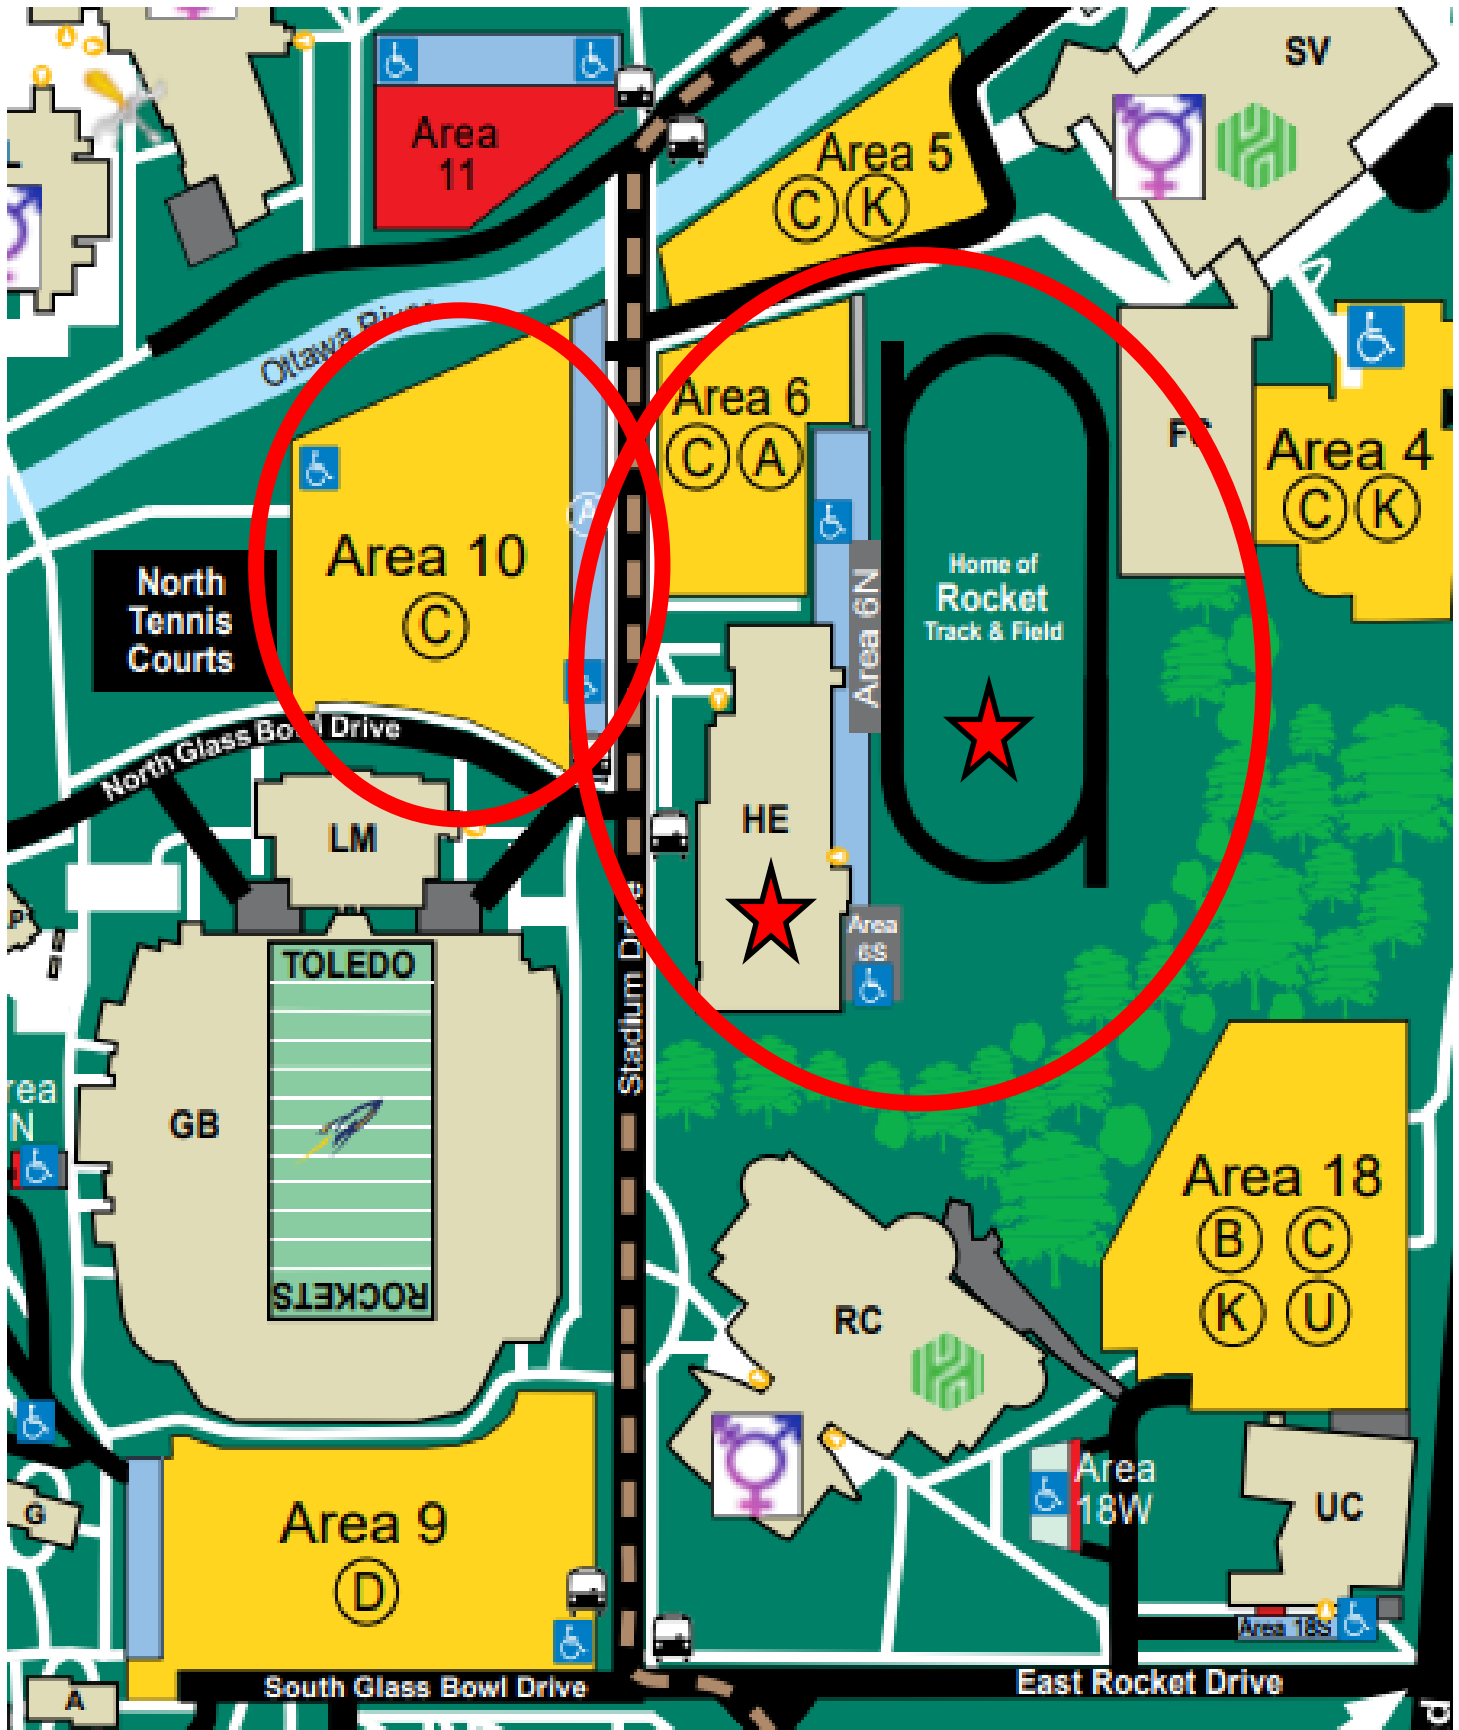 SV
Area
11
Area 5
C K
Ottawa River
Area 6
C A
FC
Area 4
C K
Area 10
C
A
North
Tennis
Courts
Home of
Rocket
Track & Field
Area 6N
North Glass Bowl Drive
LM
HE
Area
6S
Stadium Drive
TOLEDO
GB
ROCKETS
Area 18
B C
K U
RC
Area
18W
UC
Area 18S
G
Area 9
D
A
South Glass Bowl Drive
East Rocket Drive